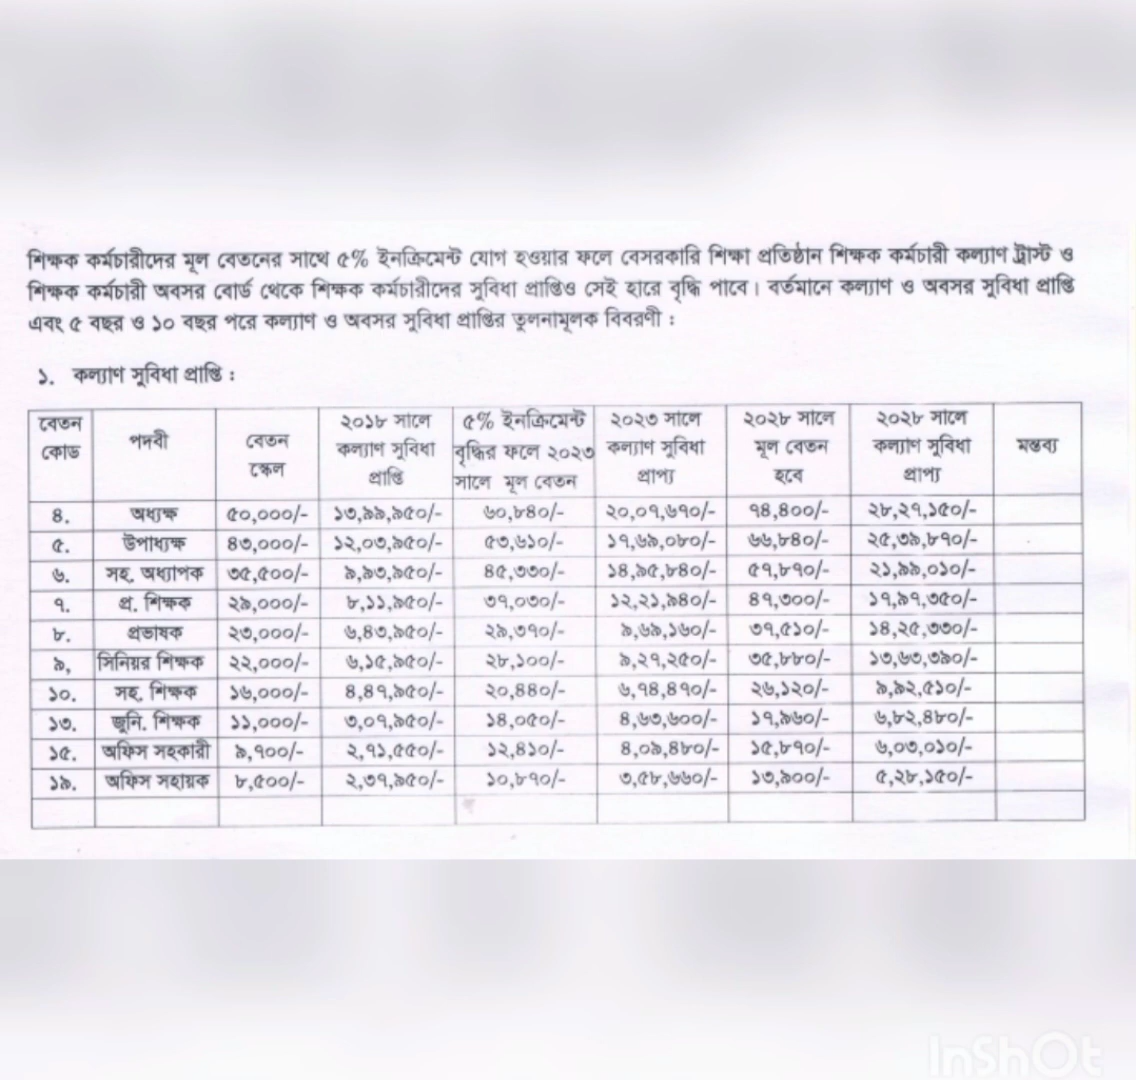 শিক্ষক কর্মচারীদের মূল বেতনের সাথে ৫% ইনক্রিমেন্ট যোগ হওয়ার ফলে বেসরকারি শিক্ষা প্রতিষ্ঠান শিক্ষক কর্মচারী কল্যাণ ট্রাস্ট ও
শিক্ষক কর্মচারী অবসর বোর্ড থেকে শিক্ষক কর্মচারীদের সুবিধা প্রাপ্তিও সেই হারে বৃদ্ধি পাবে। বর্তমানে কল্যাণ ও অবসর সুবিধা প্রাপ্তি
এবং ৫ বছর ও ১০ বছর পরে কল্যাণ ও অবসর সুবিধা প্রাপ্তির তুলনামূলক বিবরণী :
১. কল্যাণ সুবিধা প্রাপ্তি :
বেতন কোড পদবী বেতন স্কেল ২০১৮ সালে কল্যাণ সুবিধা প্রাপ্তি ৫% ইনক্রিমেন্ট বৃদ্ধির ফলে ২০২৩ সালে মূল বেতন ২০২৩ সালে কল্যাণ সুবিধা প্রাপ্য ২০২৮ সালে মূল বেতন হবে ২০২৮ সালে কল্যাণ সুবিধা প্রাপ্য মন্তব্য
৪. অধ্যক্ষ ৫০,০০০/- ১৩,৯৯,৯৫০/- ৬০,৮৪০/- ২০,০৭,৬৭০/- ৭৪,৪০০/- ২৮,২৭,১৫০/-
৫. উপাধ্যক্ষ ৪৩,০০০/- ১২,০৩,৯৫০/- ৫৩,৬১০/- ১৭,৬৯,০৮০/- ৬৬,৮৪০/- ২৫,৩৯,৮৭০/-
৬. সহ. অধ্যাপক ৩৫,৫০০/- ৯,৯৩,৯৫০/- ৪৫,৩৩০/- ১৪,৯৫,৮৪০/- ৫৭,৮৭০/- ২১,৯৯,০১০/-
৭. প্র. শিক্ষক ২৯,০০০/- ৮,১১,৯৫০/- ৩৭,০৩০/- ১২,২১,৯৪০/- ৪৭,৩০০/- ১৭,৯৭,৩৫০/-
৮. প্রভাষক ২৩,০০০/- ৬,৪৩,৯৫০/- ২৯,৩৭০/- ৯,৬৯,১৬০/- ৩৭,৫১০/- ১৪,২৫,৩৩০/-
৯, সিনিয়র শিক্ষক ২২,০০০/- ৬,১৫,৯৫০/- ২৮,১০০/- ৯,২৭,২৫০/- ৩৫,৮৮০/- ১৩,৬৩,৩৯০/-
১০. সহ. শিক্ষক ১৬,০০০/- ৪,৪৭,৯৫০/- ২০,৪৪০/- ৬,৭৪,৪৭০/- ২৬,১২০/- ৯,৯২,৫১০/-
১৩. জুনি. শিক্ষক ১১,০০০/- ৩,০৭,৯৫০/- ১৪,০৫০/- ৪,৬৩,৬০০/- ১৭,৯৬০/- ৬,৮২,৪৮০/-
১৫. অফিস সহকারী ৯,৭০০/- ২,৭১,৫৫০/- ১২,৪১০/- ৪,০৯,৪৮০/- ১৫,৮৭০/- ৬,০৩,০১০/-
১৯. অফিস সহায়ক ৮,৫০০/- ২,৩৭,৯৫০/- ১০,৮৭০/- ৩,৫৮,৬৬০/- ১৩,৯০০/- ৫,২৮,১৫০/-
InShOt